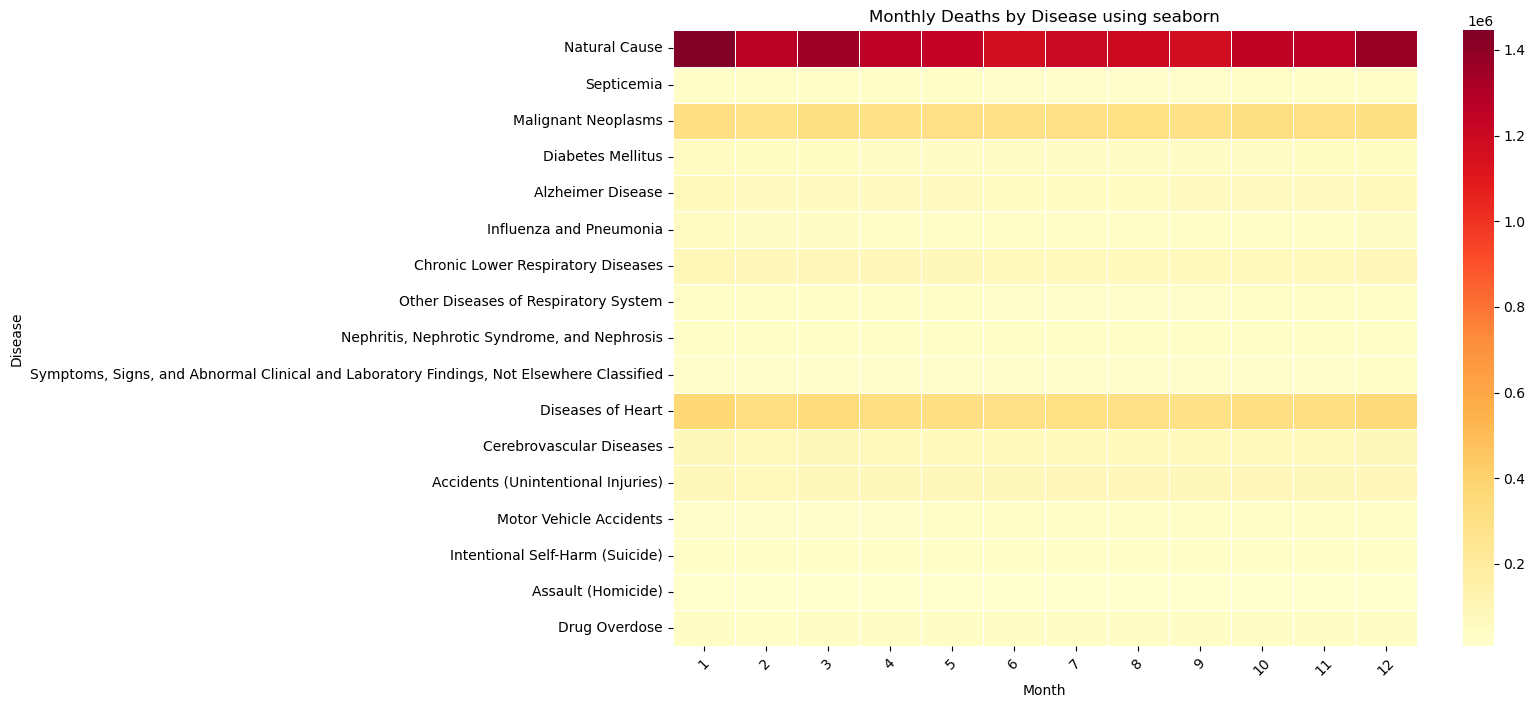 Monthly Deaths by Disease using seaborn
1e6
Natural Cause
Septicemia
Malignant Neoplasms
Diabetes Mellitus
Alzheimer Disease
Influenza and Pneumonia
Chronic Lower Respiratory Diseases
Other Diseases of Respiratory System
Nephritis, Nephrotic Syndrome, and Nephrosis
Symptoms, Signs, and Abnormal Clinical and Laboratory Findings, Not Elsewhere Classified
Diseases of Heart
Cerebrovascular Diseases
Accidents (Unintentional Injuries)
Motor Vehicle Accidents
Intentional Self-Harm (Suicide)
Assault (Homicide)
Drug Overdose
Disease
1 2 3 4 5 6 7 8 9 10 11 12
Month
1.4
1.2
1.0
0.8
0.6
0.4
0.2